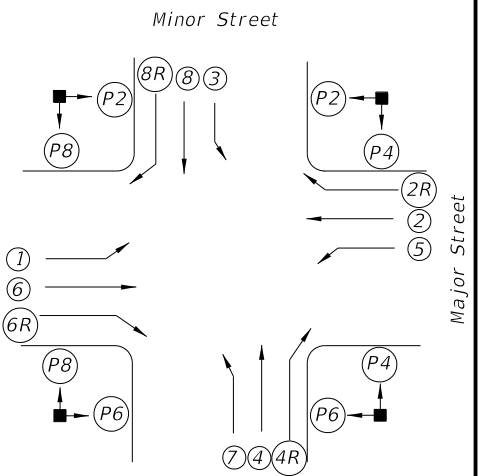 Minor Street
8R 8 3
P2 P2
P8 P4
2R
2
5
Major Street
1
6
6R
P8 P4
P6 P6
7 4 4R